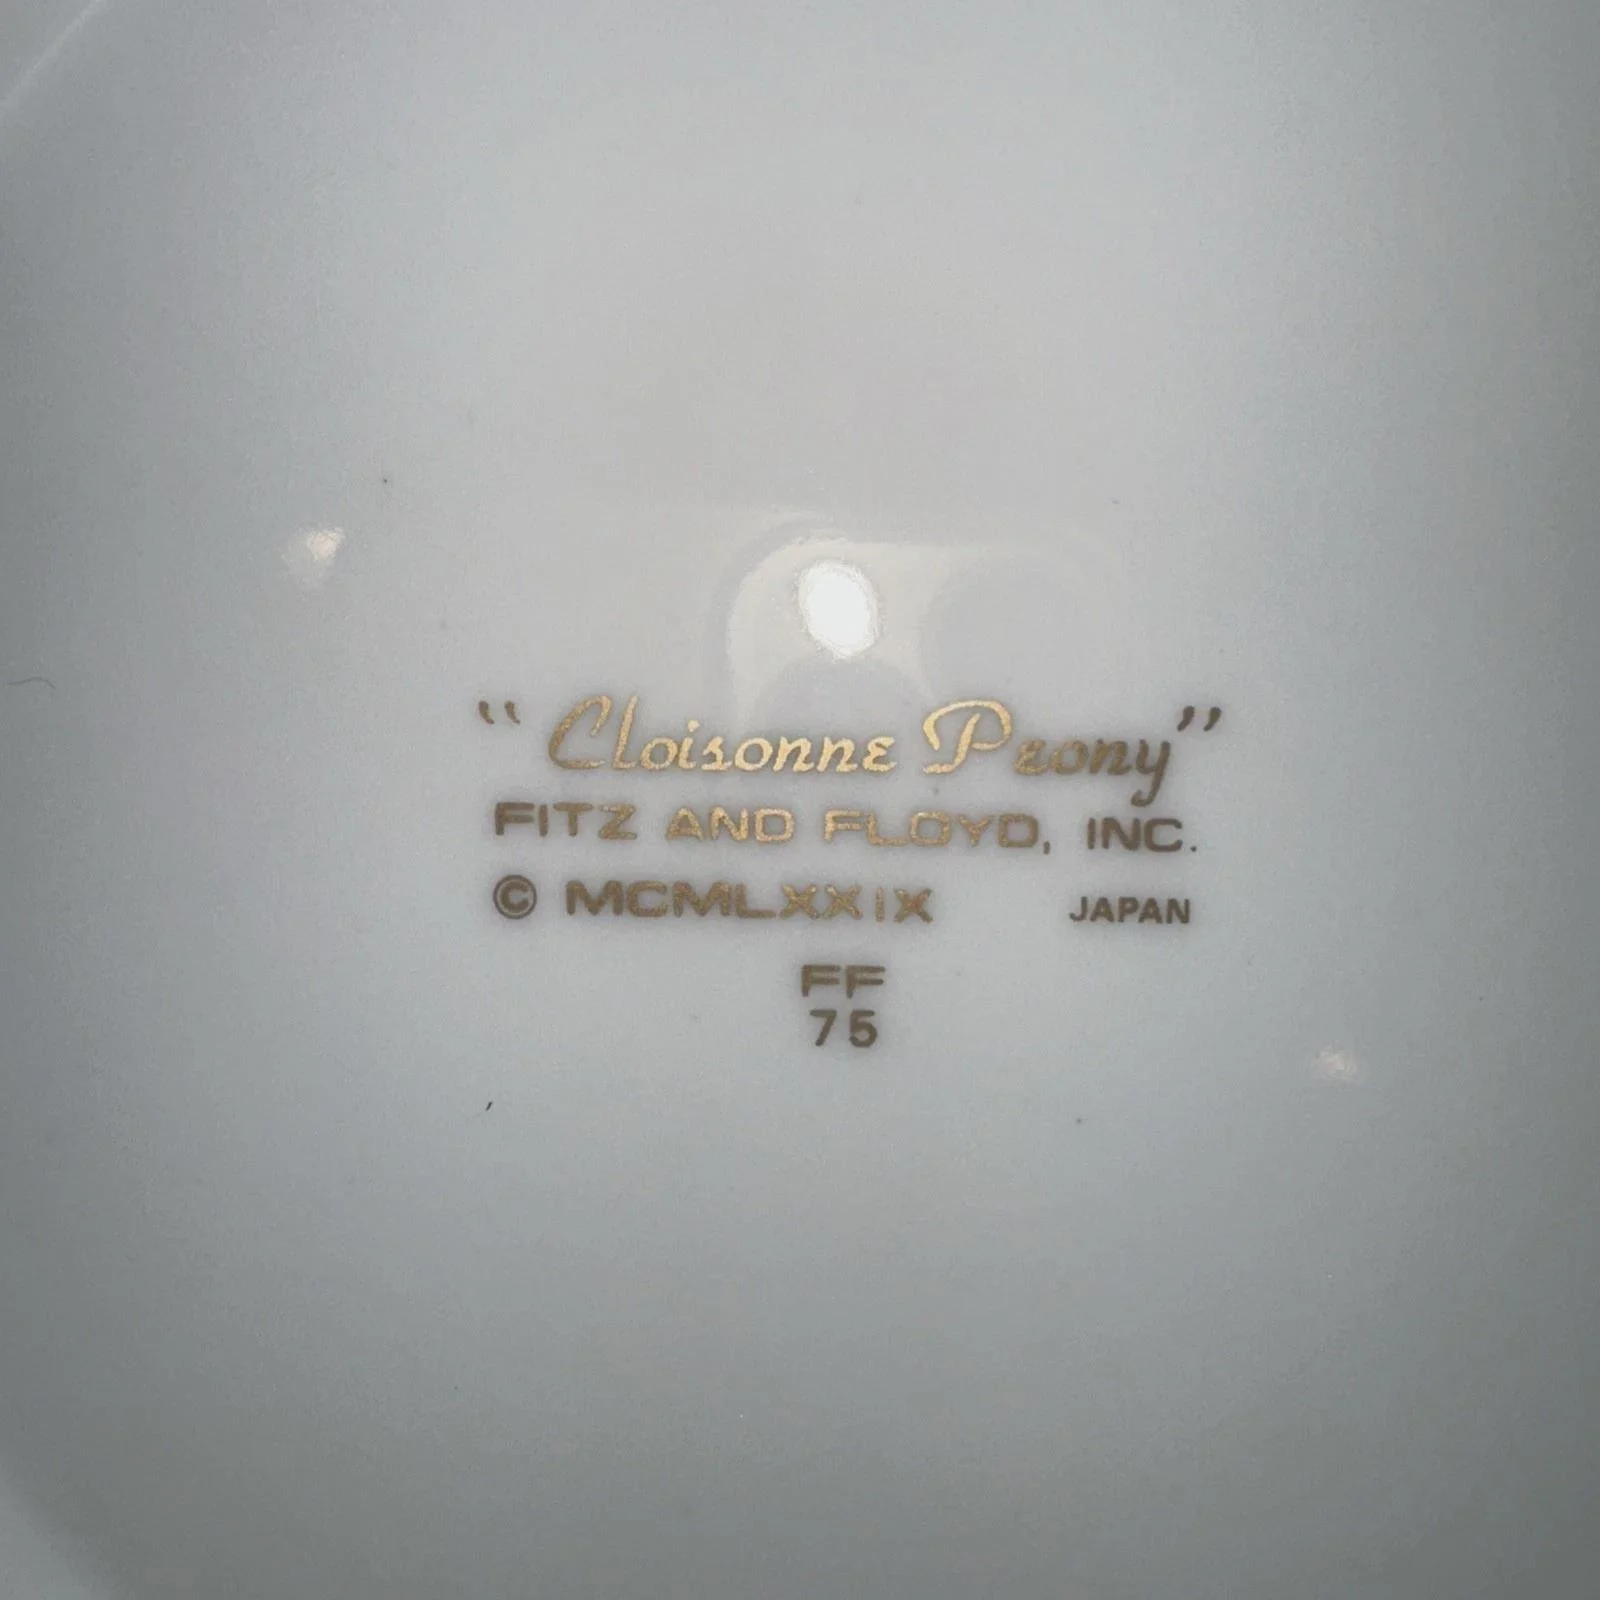 "Cloisonne Peony"
FITZ AND FLOYD, INC.
© MCMLXXIX JAPAN
FF
75